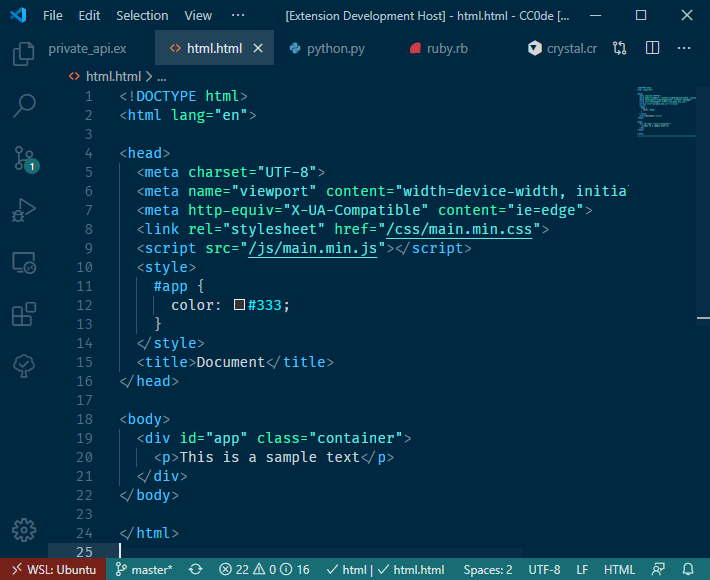 File Edit Selection View ··· [Extension Development Host] - html.html - CC0de [...
private_api.ex html.html python.py ruby.rb crystal.cr ···
html.html > ...
1 <!DOCTYPE html>
2 <html lang="en">
3
4 <head>
5 <meta charset="UTF-8">
6 <meta name="viewport" content="width=device-width, initial
7 <meta http-equiv="X-UA-Compatible" content="ie=edge">
8 <link rel="stylesheet" href="/css/main.min.css">
9 <script src="/js/main.min.js"></script>
10 <style>
11 #app {
12 color: #333;
13 }
14 </style>
15 <title>Document</title>
16 </head>
17
18 <body>
19 <div id="app" class="container">
20 <p>This is a sample text</p>
21 </div>
22 </body>
23
24 </html>
25
1
WSL: Ubuntu master* 22 0 16 html | html.html Spaces: 2 UTF-8 LF HTML